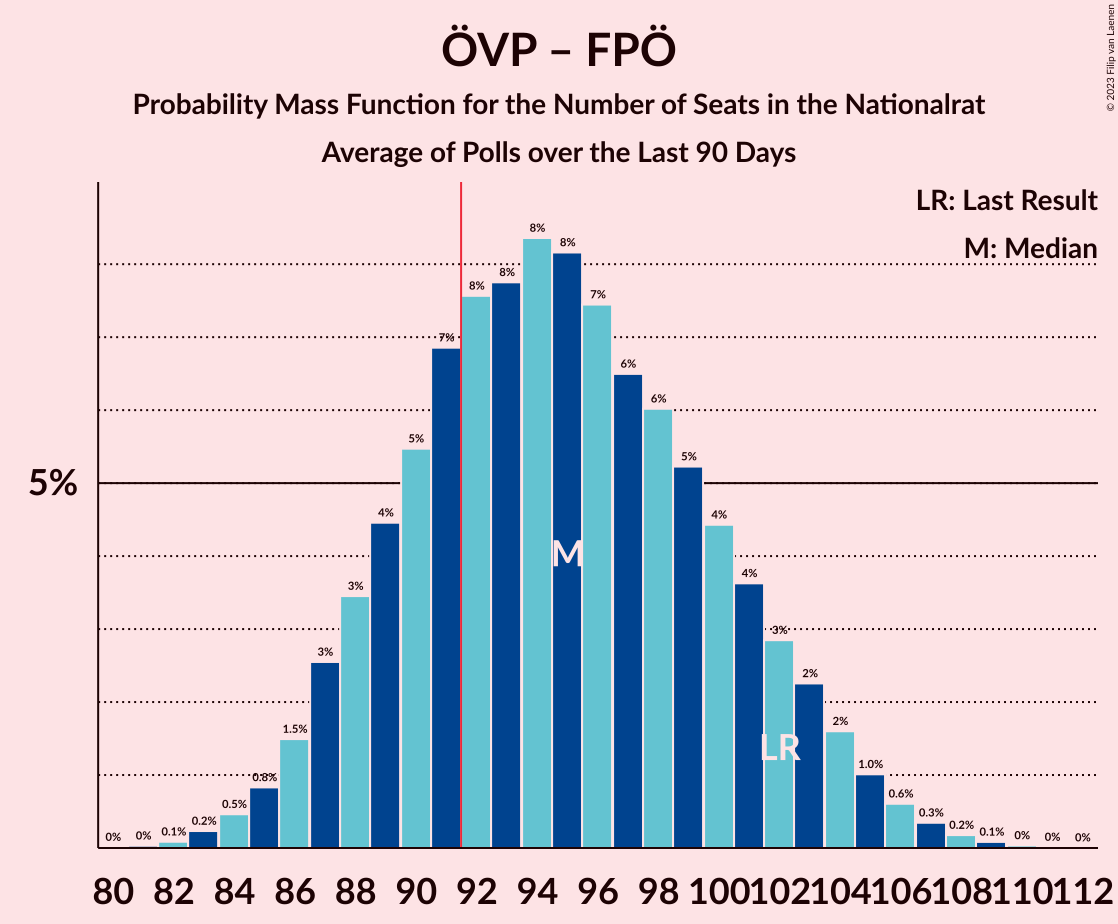 ÖVP – FPÖ
Probability Mass Function for the Number of Seats in the Nationalrat
Average of Polls over the Last 90 Days
© 2023 Filip van Laenen
LR: Last Result
M: Median
5%
0% 0% 0.1% 0.2% 0.5% 0.8% 1.5% 3% 3% 4% 5% 7% 8% 8% 8% 8% 7% 6% 6% 5% 4% 4% 3% 2% 2% 1.0% 0.6% 0.3% 0.2% 0.1% 0% 0% 0%
M
LR
80 82 84 86 88 90 92 94 96 98 100 102 104 106 108 110 112